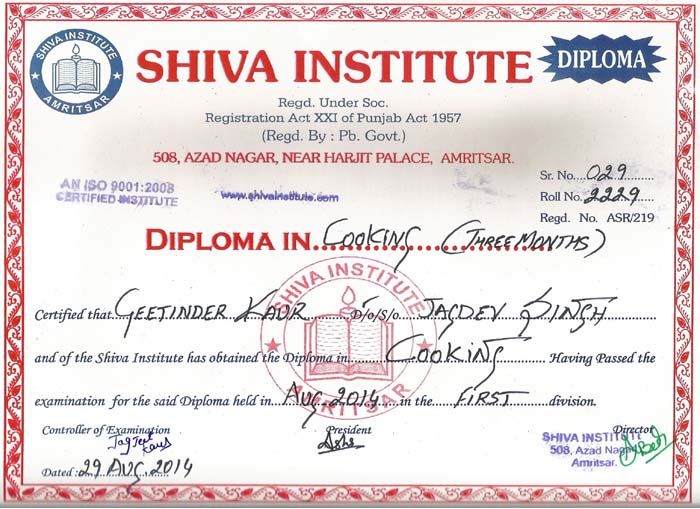 SHIVA INSTITUTE
AMRITSAR
SHIVA INSTITUTE
DIPLOMA
Regd. Under Soc.
Registration Act XXI of Punjab Act 1957
(Regd. By : Pb. Govt.)
508, AZAD NAGAR, NEAR HARJIT PALACE, AMRITSAR.
Sr. No....029
AN ISO 9001:2008
CERTIFIED INSTITUTE
www.shivainstitute.com
Roll No. 2229
Regd. No. ASR/219
DIPLOMA IN...COOKING (THREE MONTHS)
SHIVA INSTITUTE
AMRITSAR
Certified that GEETINDER KAUR D/o/S/o JAGDEV SINGH
and of the Shiva Institute has obtained the Diploma in COOKING Having Passed the
examination for the said Diploma held in AUG.2014 in the FIRST division.
Controller of Examination
President
Director
Ashe
SHIVA INSTITUTE
508, Azad Nagar
Amritsar.
Dated : 29 AUG 2014